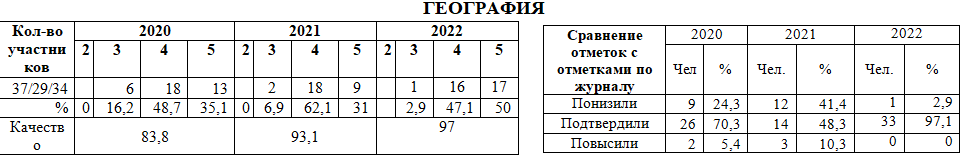 ГЕОГРАФИЯ
Кол-во участни ков 2020 2021 2022
2 3 4 5 2 3 4 5 2 3 4 5
37/29/34 6 18 13 2 18 9 1 16 17
% 0 16,2 48,7 35,1 0 6,9 62,1 31 2,9 47,1 50
Качеств о 83,8 93,1 97
Сравнение отметок с отметками по журналу 2020 2021 2022
Чел % Чел. % Чел. %
Понизили 9 24,3 12 41,4 1 2,9
Подтвердили 26 70,3 14 48,3 33 97,1
Повысили 2 5,4 3 10,3 0 0